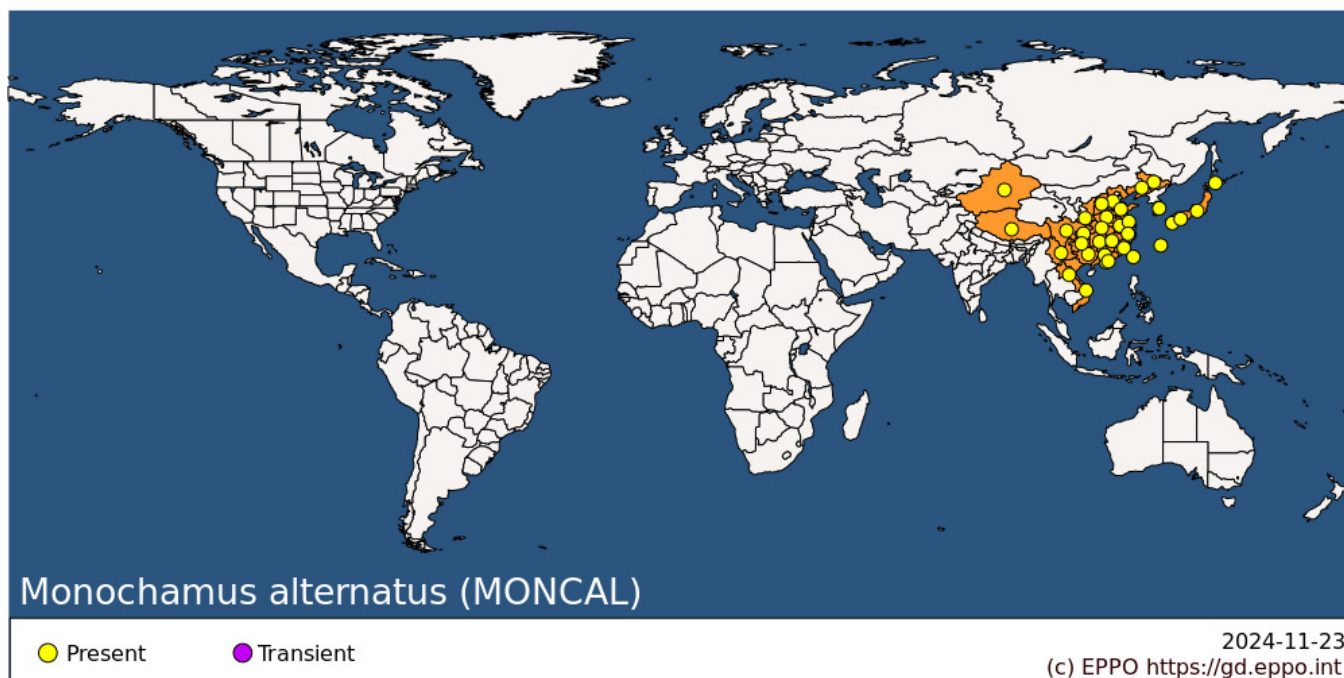 Monochamus alternatus (MONCAL)
Present
Transient
2024-11-23
(c) EPPO https://gd.eppo.int